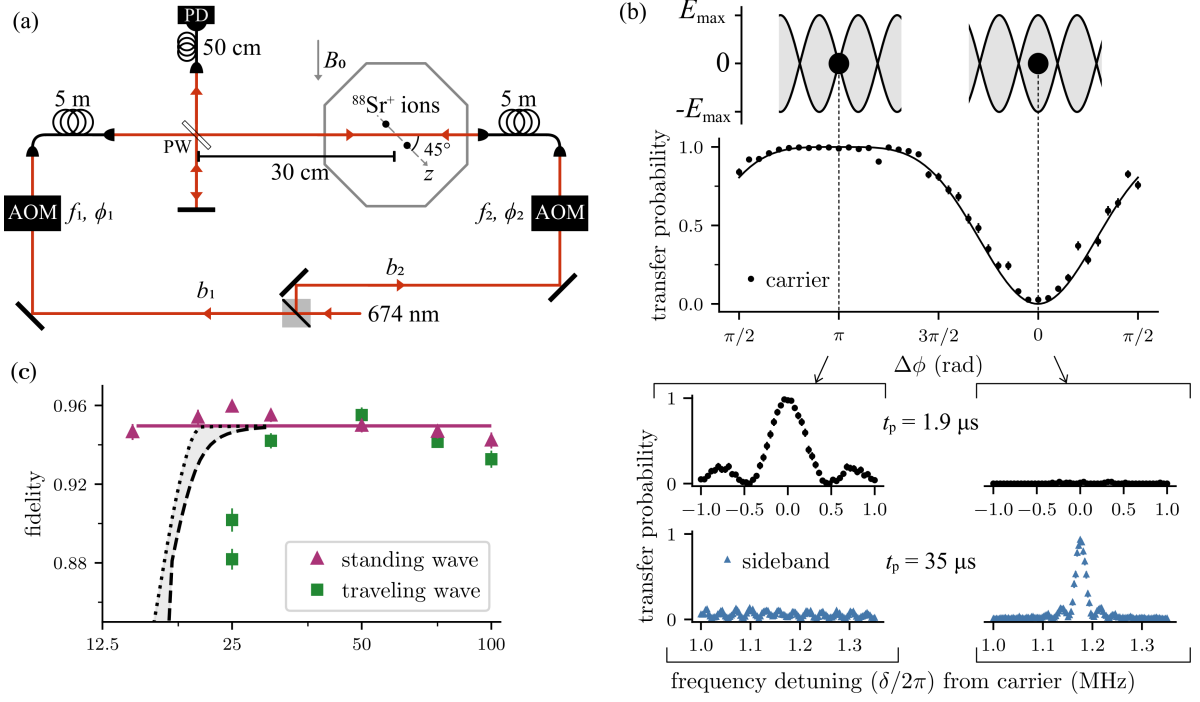 (a)
PD
50 cm
B₀
5 m
⁸⁸Sr⁺ ions
5 m
PW
45°
30 cm
z
AOM
f₁, ϕ₁
f₂, ϕ₂
AOM
b₂
b₁
674 nm
(b)
Eₘₐₓ
0
-Eₘₐₓ
transfer probability
1.0
0.5
0.0
carrier
π/2
π
3π/2
0
π/2
Δϕ (rad)
transfer probability
1
0
tₚ = 1.9 µs
−1.0 −0.5 0.0 0.5 1.0
−1.0 −0.5 0.0 0.5 1.0
1
0
sideband
tₚ = 35 µs
1.0 1.1 1.2 1.3
1.0 1.1 1.2 1.3
frequency detuning (δ/2π) from carrier (MHz)
(c)
fidelity
0.96
0.92
0.88
standing wave
traveling wave
12.5 25 50 100